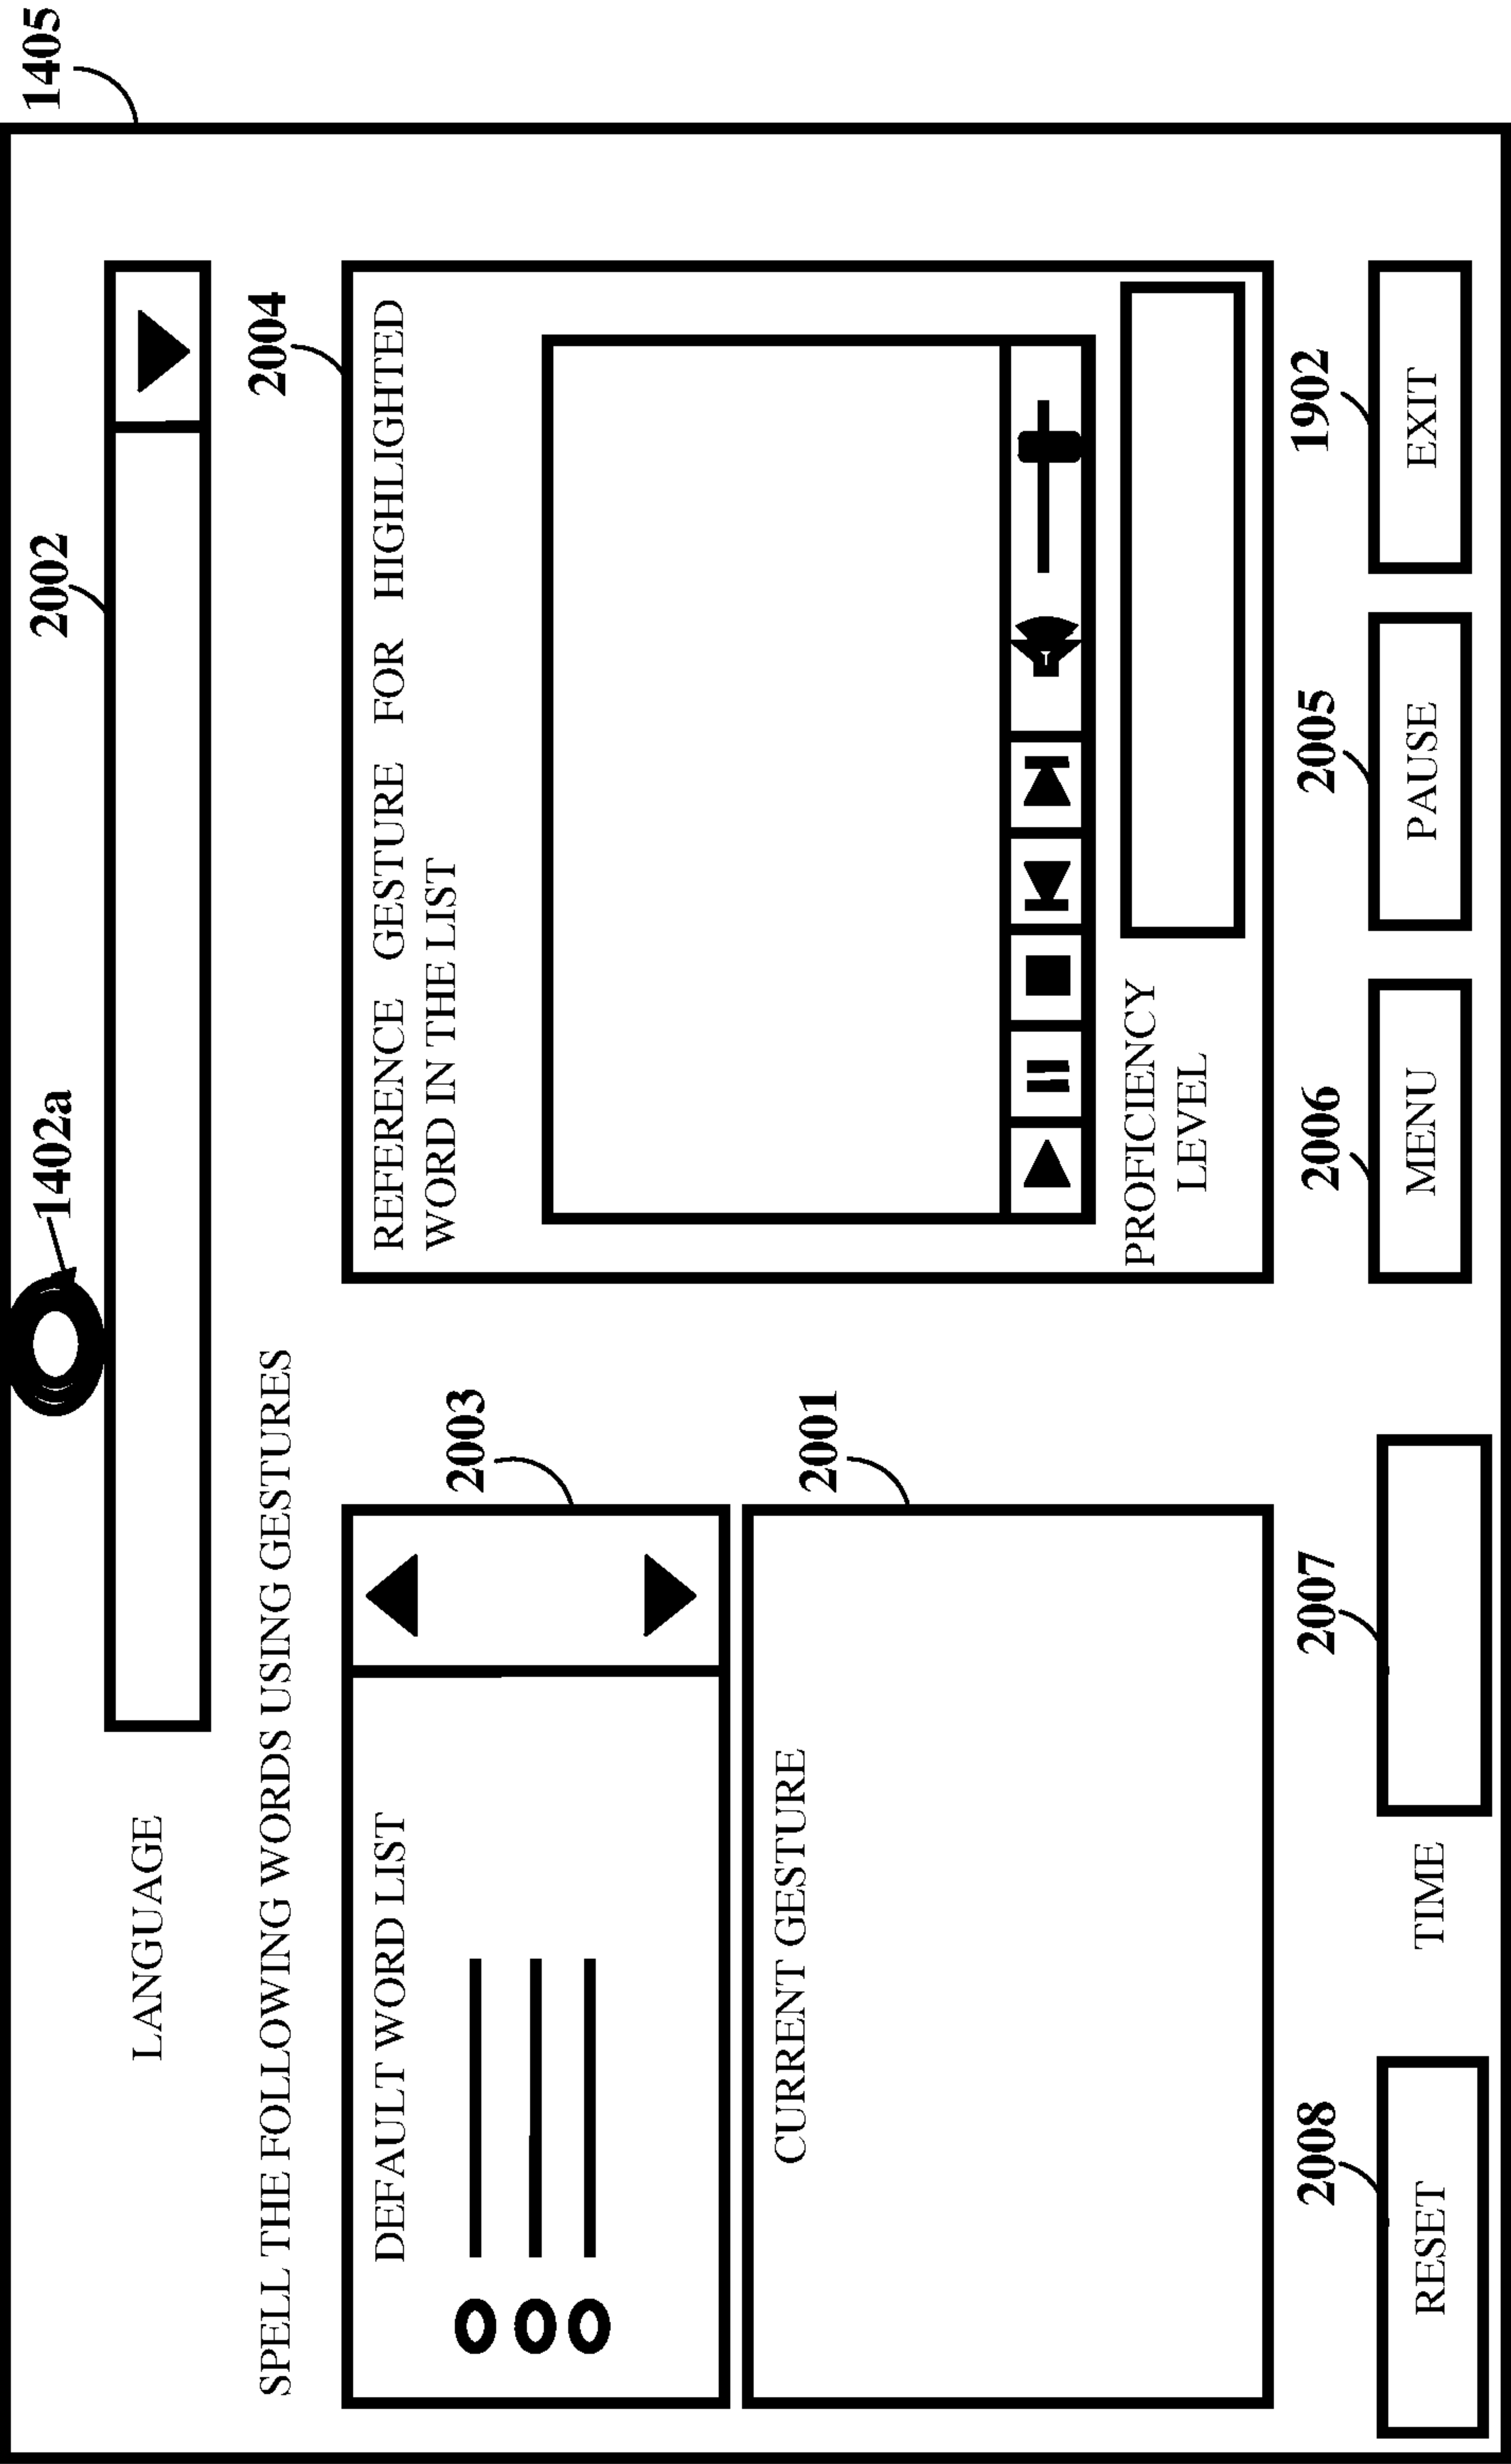 1405
1402a
2002
LANGUAGE
SPELL THE FOLLOWING WORDS USING GESTURES
2004
DEFAULT WORD LIST
2003
REFERENCE GESTURE FOR HIGHLIGHTED
WORD IN THE LIST
CURRENT GESTURE
2001
PROFICIENCY
LEVEL
2008
2007
2006
2005
1902
RESET
TIME
MENU
PAUSE
EXIT